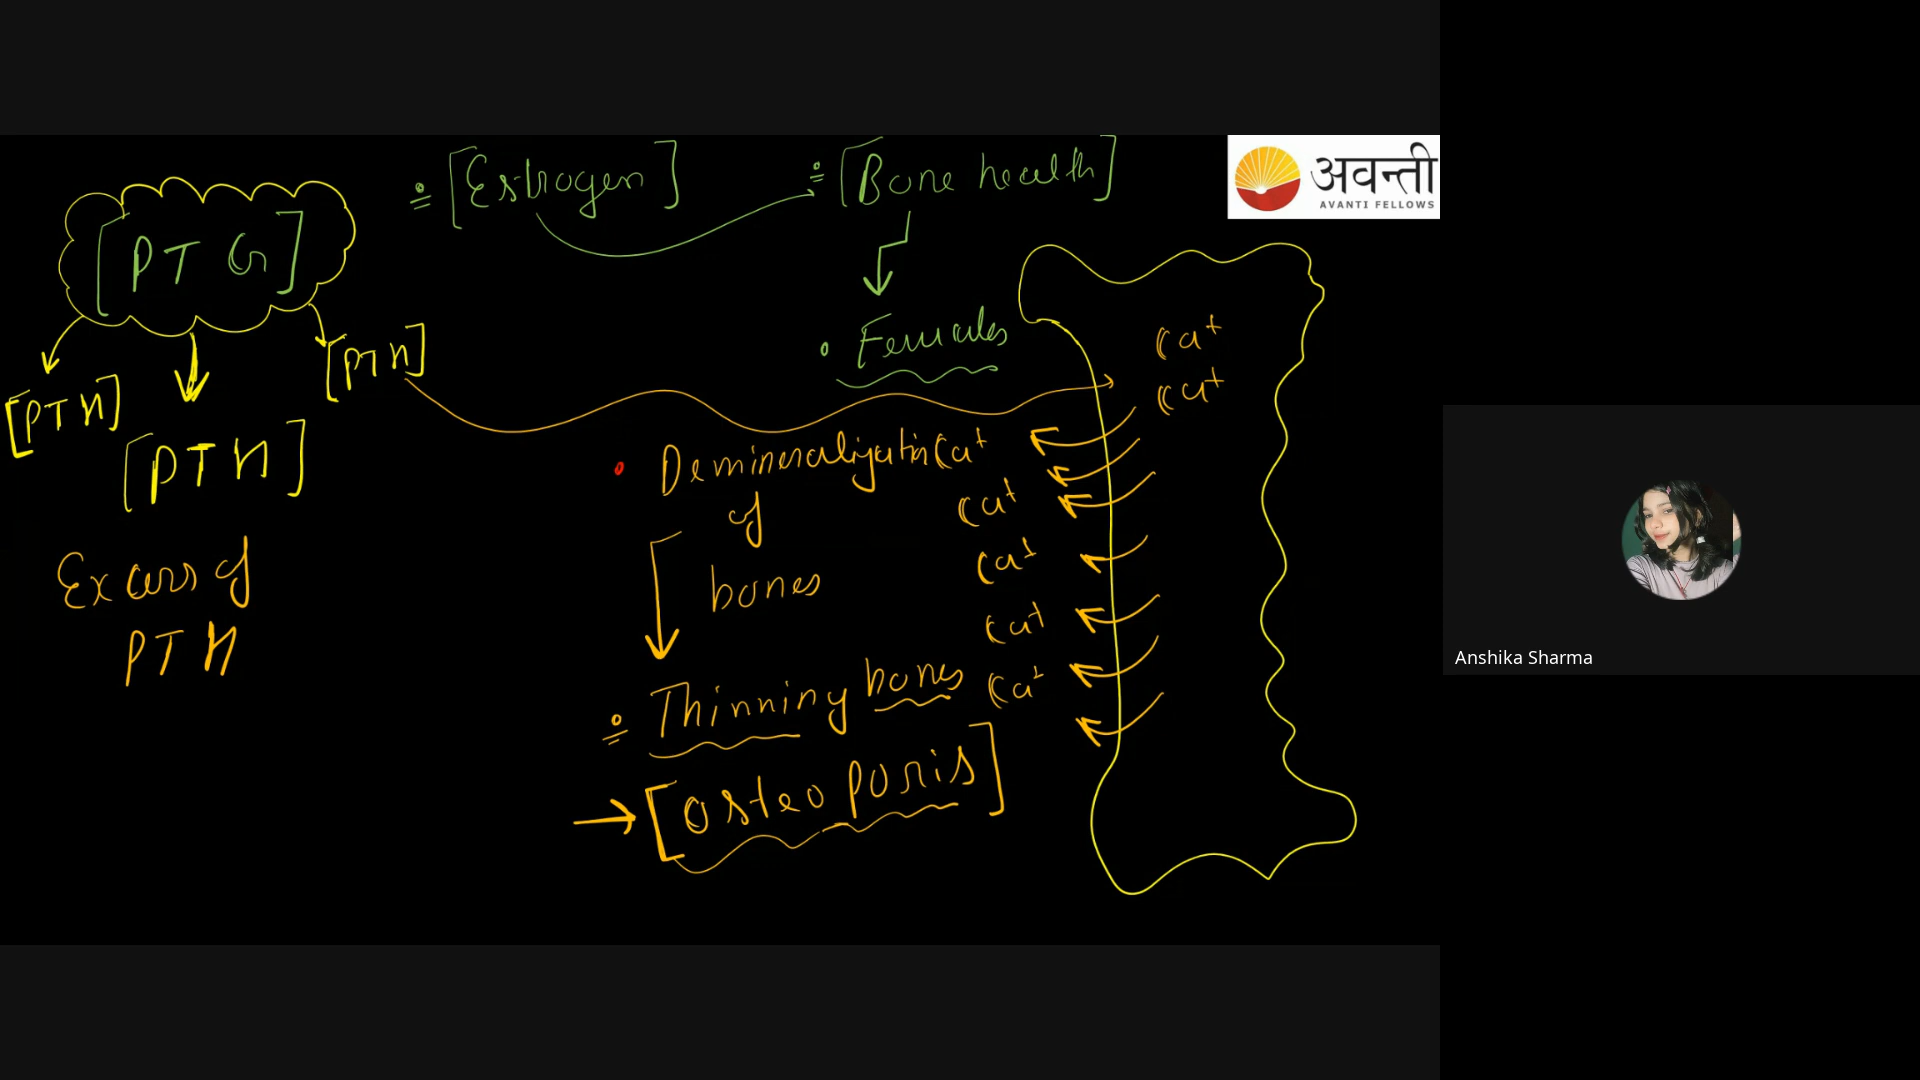 [Estrogen] [Bone health]
अवन्ती
AVANTI FELLOWS
[PTG]
Females
[PTH]
[PTH]
[PTH]
Ca+
Ca+
Demineralization Ca+
of
Ca+
bones
Ca+
Excess of
PTH
Ca+
Thinning bones
Ca+
→ [Osteoporis]
Anshika Sharma